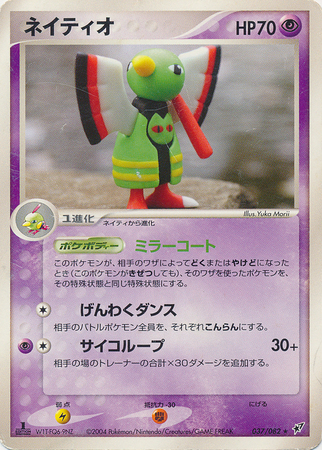 ネイティオ HP70
Illus.Yuka Morii
1進化 ネイティから進化
ポケボディー ミラーコート
このポケモンが、相手のワザによってどくまたはやけどになった
とき(このポケモンがきぜつしても)、そのワザを使ったポケモンを、
その特殊状態と同じ特殊状態にする。
げんわくダンス
相手のバトルポケモン全員を、それぞれこんらんにする。
サイコループ 30+
相手の場のトレーナーの合計×30ダメージを追加する。
弱点 抵抗力-30 にげる
037/082 ◆
1 EDITION W1T-FQ6-9NZ ©2004 Pokémon/Nintendo/Creatures/GAME FREAK